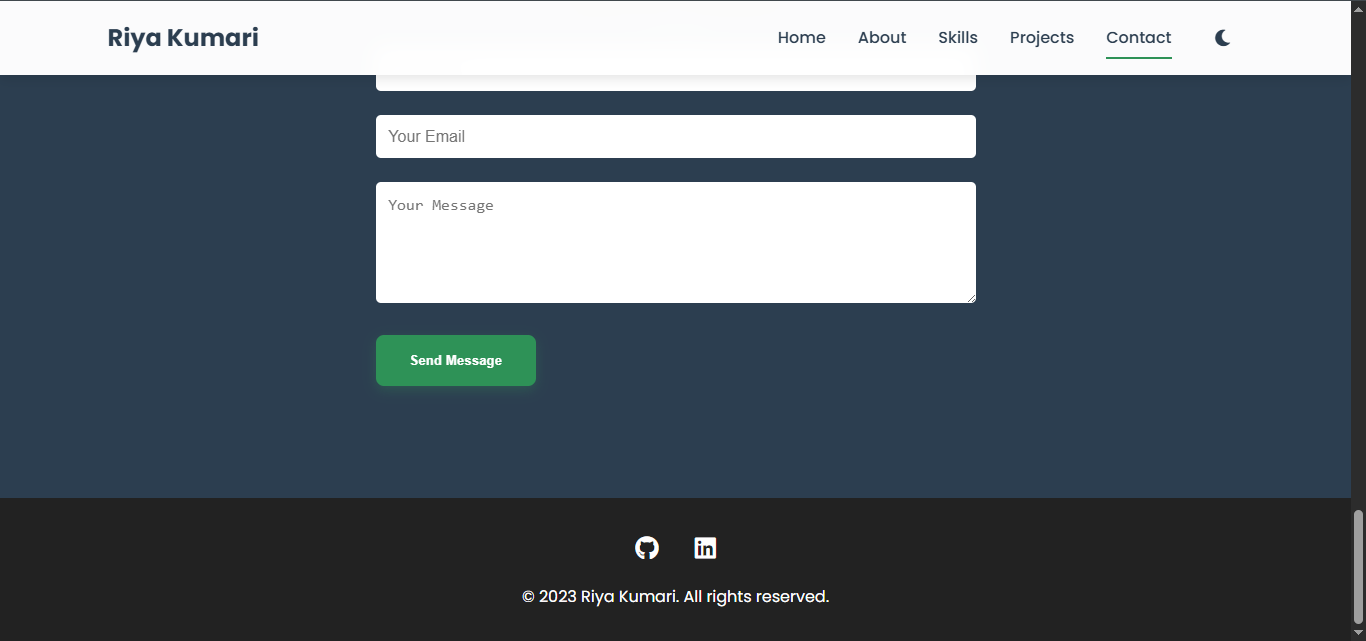 Riya Kumari Home About Skills Projects Contact
Your Email
Your Message
Send Message
© 2023 Riya Kumari. All rights reserved.